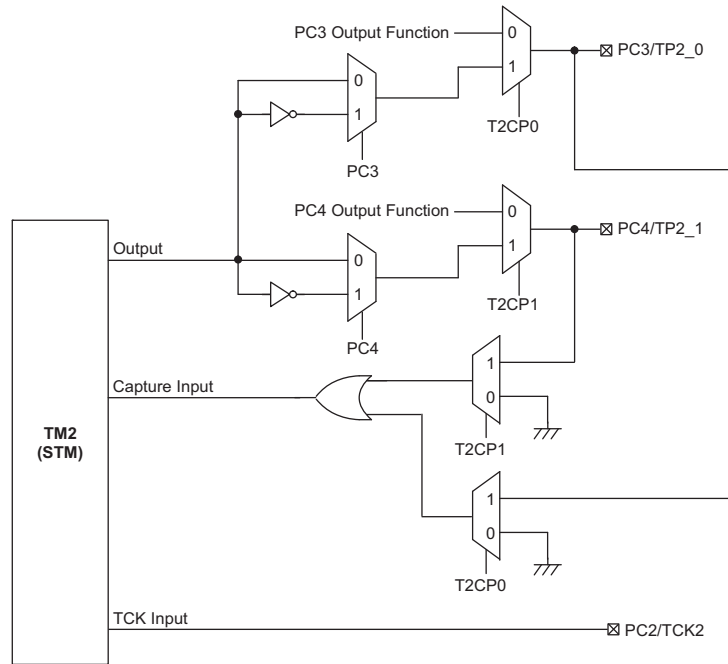 PC3 Output Function
0
1
PC3/TP2_0
T2CP0
0
1
PC3
PC4 Output Function
0
1
PC4/TP2_1
T2CP1
Output
0
1
PC4
Capture Input
1
0
T2CP1
TM2
(STM)
1
0
T2CP0
TCK Input
PC2/TCK2